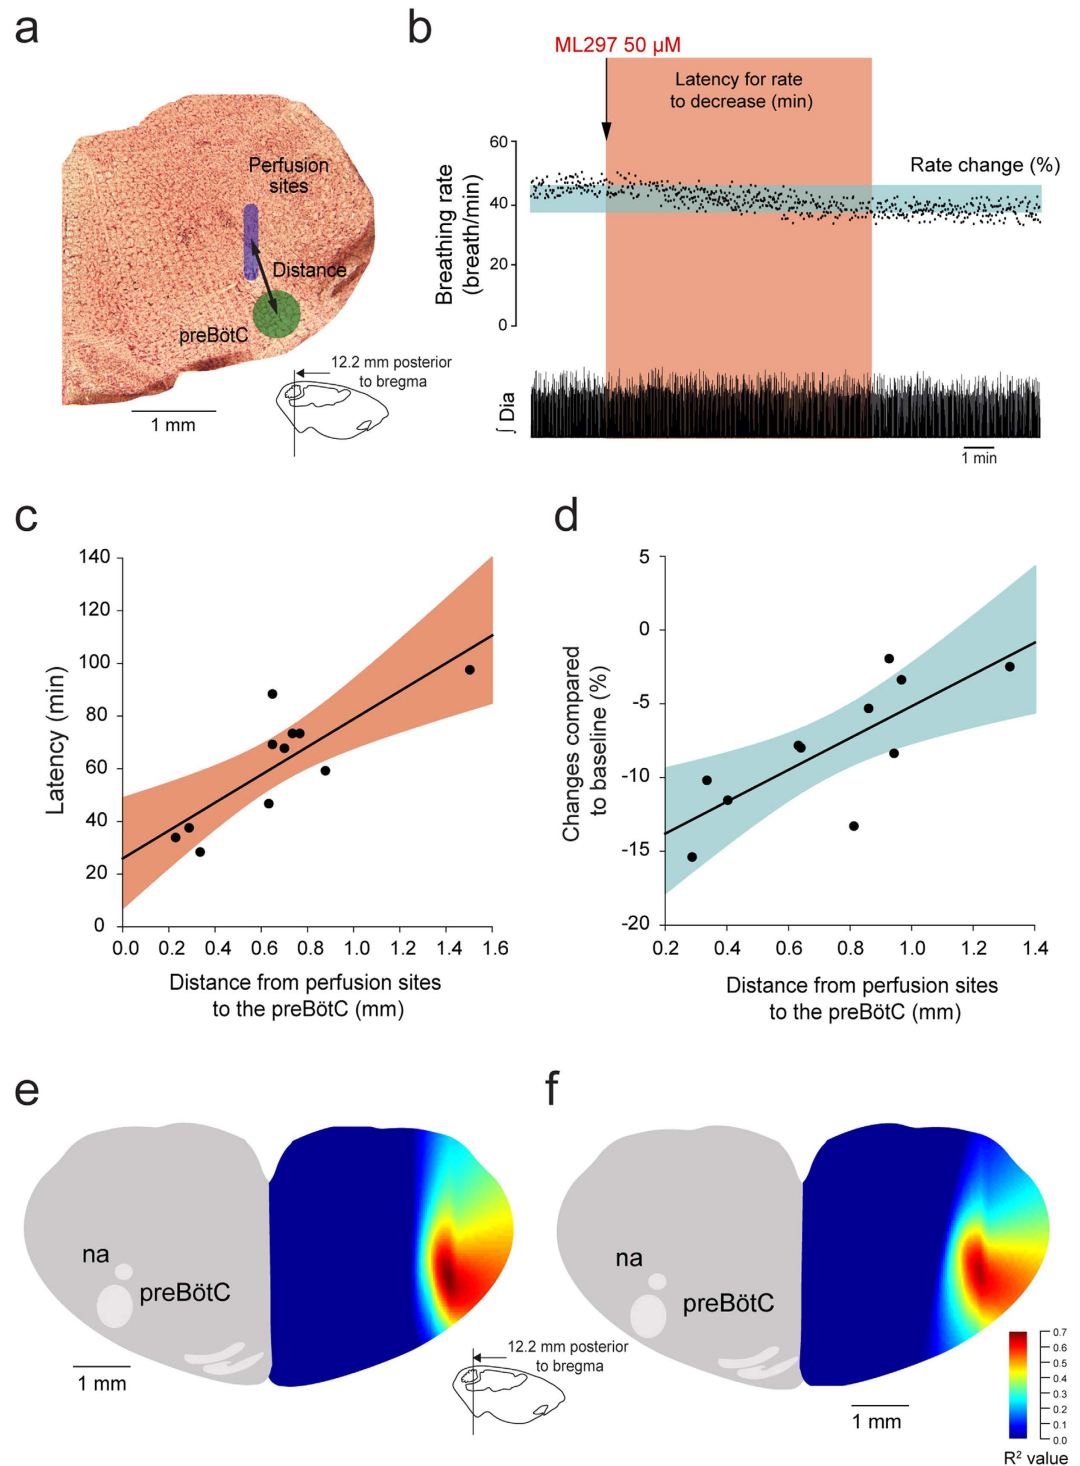 a
Perfusion
sites
Distance
preBötC
12.2 mm posterior
to bregma
1 mm
b
ML297 50 µM
Latency for rate
to decrease (min)
Rate change (%)
Breathing rate
(breath/min)
60
40
20
0
∫ Dia
1 min
c
Latency (min)
140
120
100
80
60
40
20
0
0.0 0.2 0.4 0.6 0.8 1.0 1.2 1.4 1.6
Distance from perfusion sites
to the preBötC (mm)
d
Changes compared
to baseline (%)
5
0
-5
-10
-15
-20
0.2 0.4 0.6 0.8 1.0 1.2 1.4
Distance from perfusion sites
to the preBötC (mm)
e
na
preBötC
1 mm
12.2 mm posterior
to bregma
f
na
preBötC
1 mm
0.7
0.6
0.5
0.4
0.3
0.2
0.1
0.0
R² value